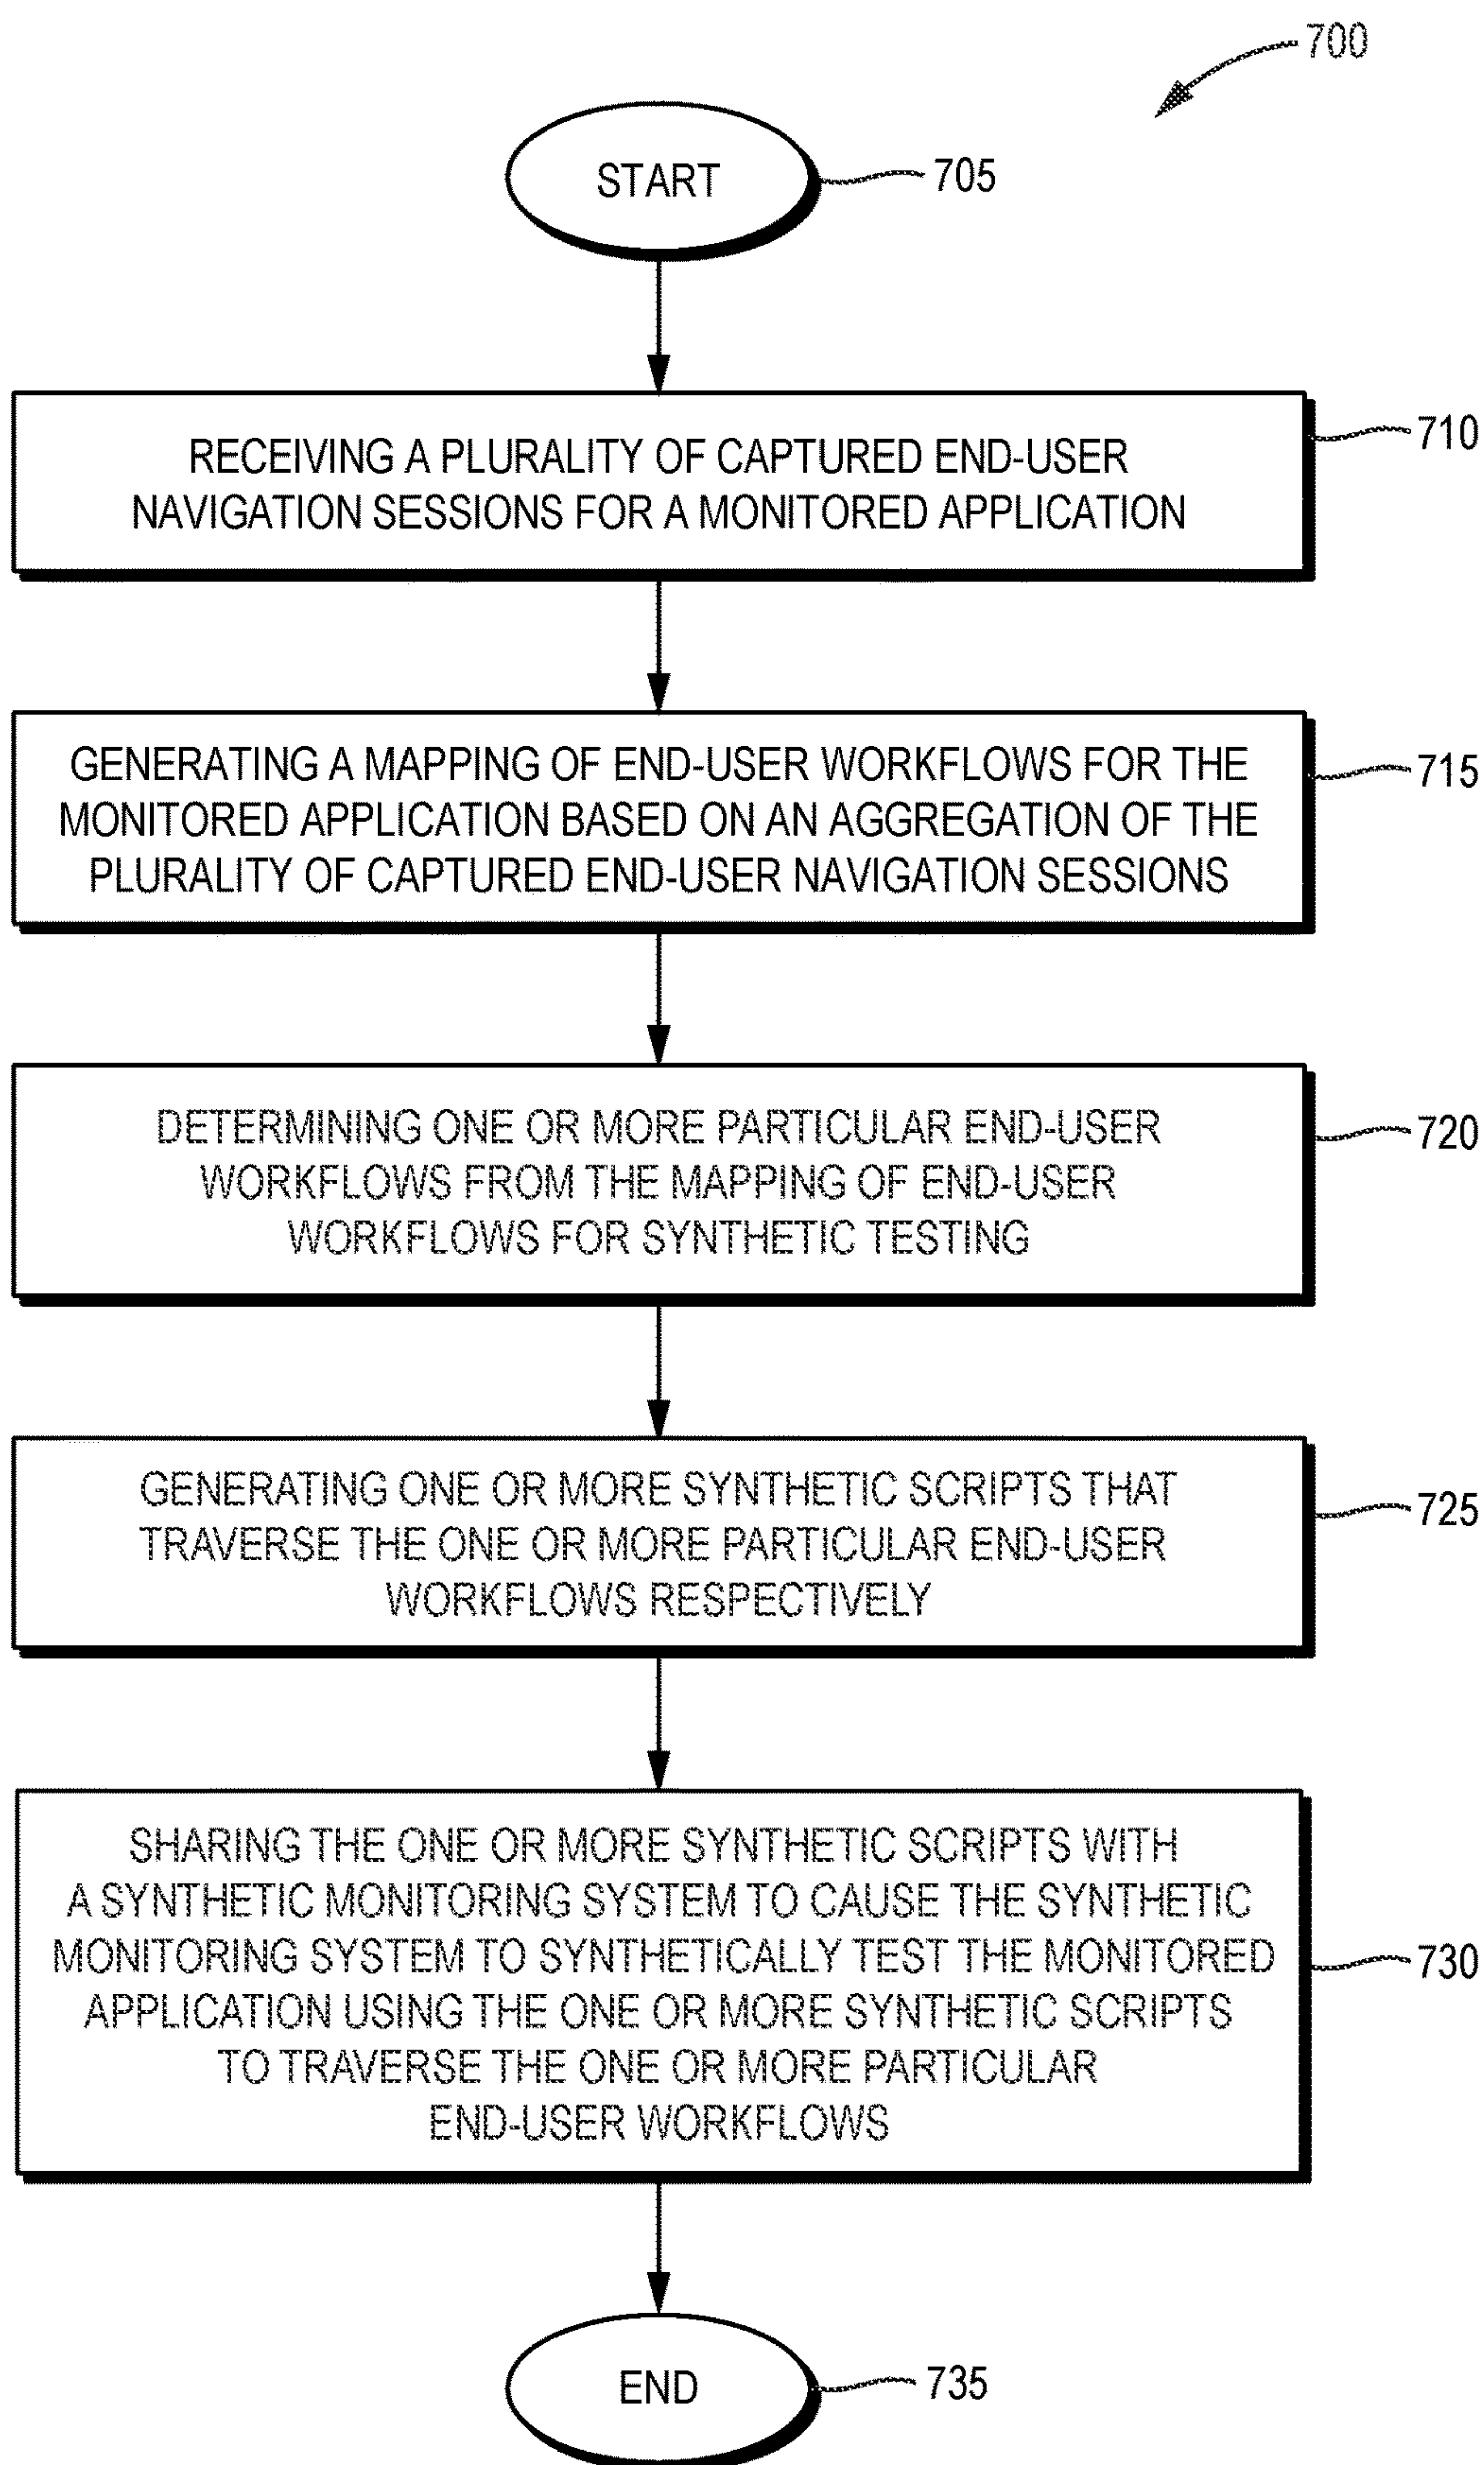 700
START
705
RECEIVING A PLURALITY OF CAPTURED END-USER
NAVIGATION SESSIONS FOR A MONITORED APPLICATION
710
GENERATING A MAPPING OF END-USER WORKFLOWS FOR THE
MONITORED APPLICATION BASED ON AN AGGREGATION OF THE
PLURALITY OF CAPTURED END-USER NAVIGATION SESSIONS
715
DETERMINING ONE OR MORE PARTICULAR END-USER
WORKFLOWS FROM THE MAPPING OF END-USER
WORKFLOWS FOR SYNTHETIC TESTING
720
GENERATING ONE OR MORE SYNTHETIC SCRIPTS THAT
TRAVERSE THE ONE OR MORE PARTICULAR END-USER
WORKFLOWS RESPECTIVELY
725
SHARING THE ONE OR MORE SYNTHETIC SCRIPTS WITH
A SYNTHETIC MONITORING SYSTEM TO CAUSE THE SYNTHETIC
MONITORING SYSTEM TO SYNTHETICALLY TEST THE MONITORED
APPLICATION USING THE ONE OR MORE SYNTHETIC SCRIPTS
TO TRAVERSE THE ONE OR MORE PARTICULAR
END-USER WORKFLOWS
730
END
735